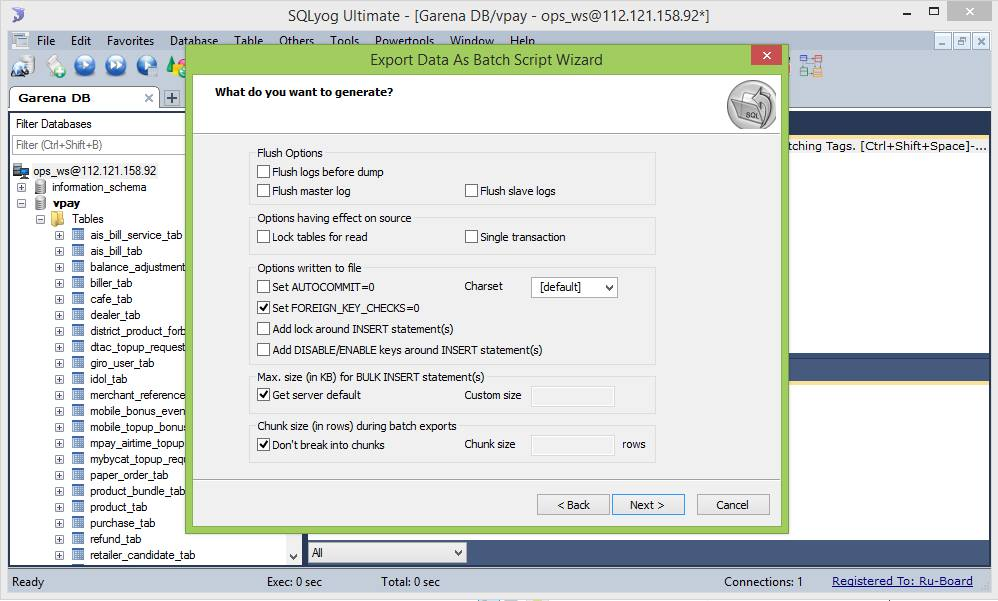 SQLyog Ultimate - [Garena DB/vpay - ops_ws@112.121.158.92*]
File Edit Favorites Database Table Others Tools Powertools Window Help
Export Data As Batch Script Wizard
Garena DB
What do you want to generate?
SQL
Filter Databases
Filter (Ctrl+Shift+B)
tching Tags. [Ctrl+Shift+Space]-...
ops_ws@112.121.158.92
information_schema
vpay
Tables
ais_bill_service_tab
ais_bill_tab
balance_adjustment
biller_tab
cafe_tab
dealer_tab
district_product_forb
dtac_topup_request
giro_user_tab
idol_tab
merchant_reference
mobile_bonus_even
mobile_topup_bonu
mpay_airtime_topup
mybycat_topup_req
paper_order_tab
product_bundle_tab
product_tab
purchase_tab
refund_tab
retailer_candidate_tab
Flush Options
Flush logs before dump
Flush master log Flush slave logs
Options having effect on source
Lock tables for read Single transaction
Options written to file
Set AUTOCOMMIT=0 Charset [default]
Set FOREIGN_KEY_CHECKS=0
Add lock around INSERT statement(s)
Add DISABLE/ENABLE keys around INSERT statement(s)
Max. size (in KB) for BULK INSERT statement(s)
Get server default Custom size
Chunk size (in rows) during batch exports
Don't break into chunks Chunk size rows
< Back Next > Cancel
All
Ready Exec: 0 sec Total: 0 sec Connections: 1 Registered To: Ru-Board